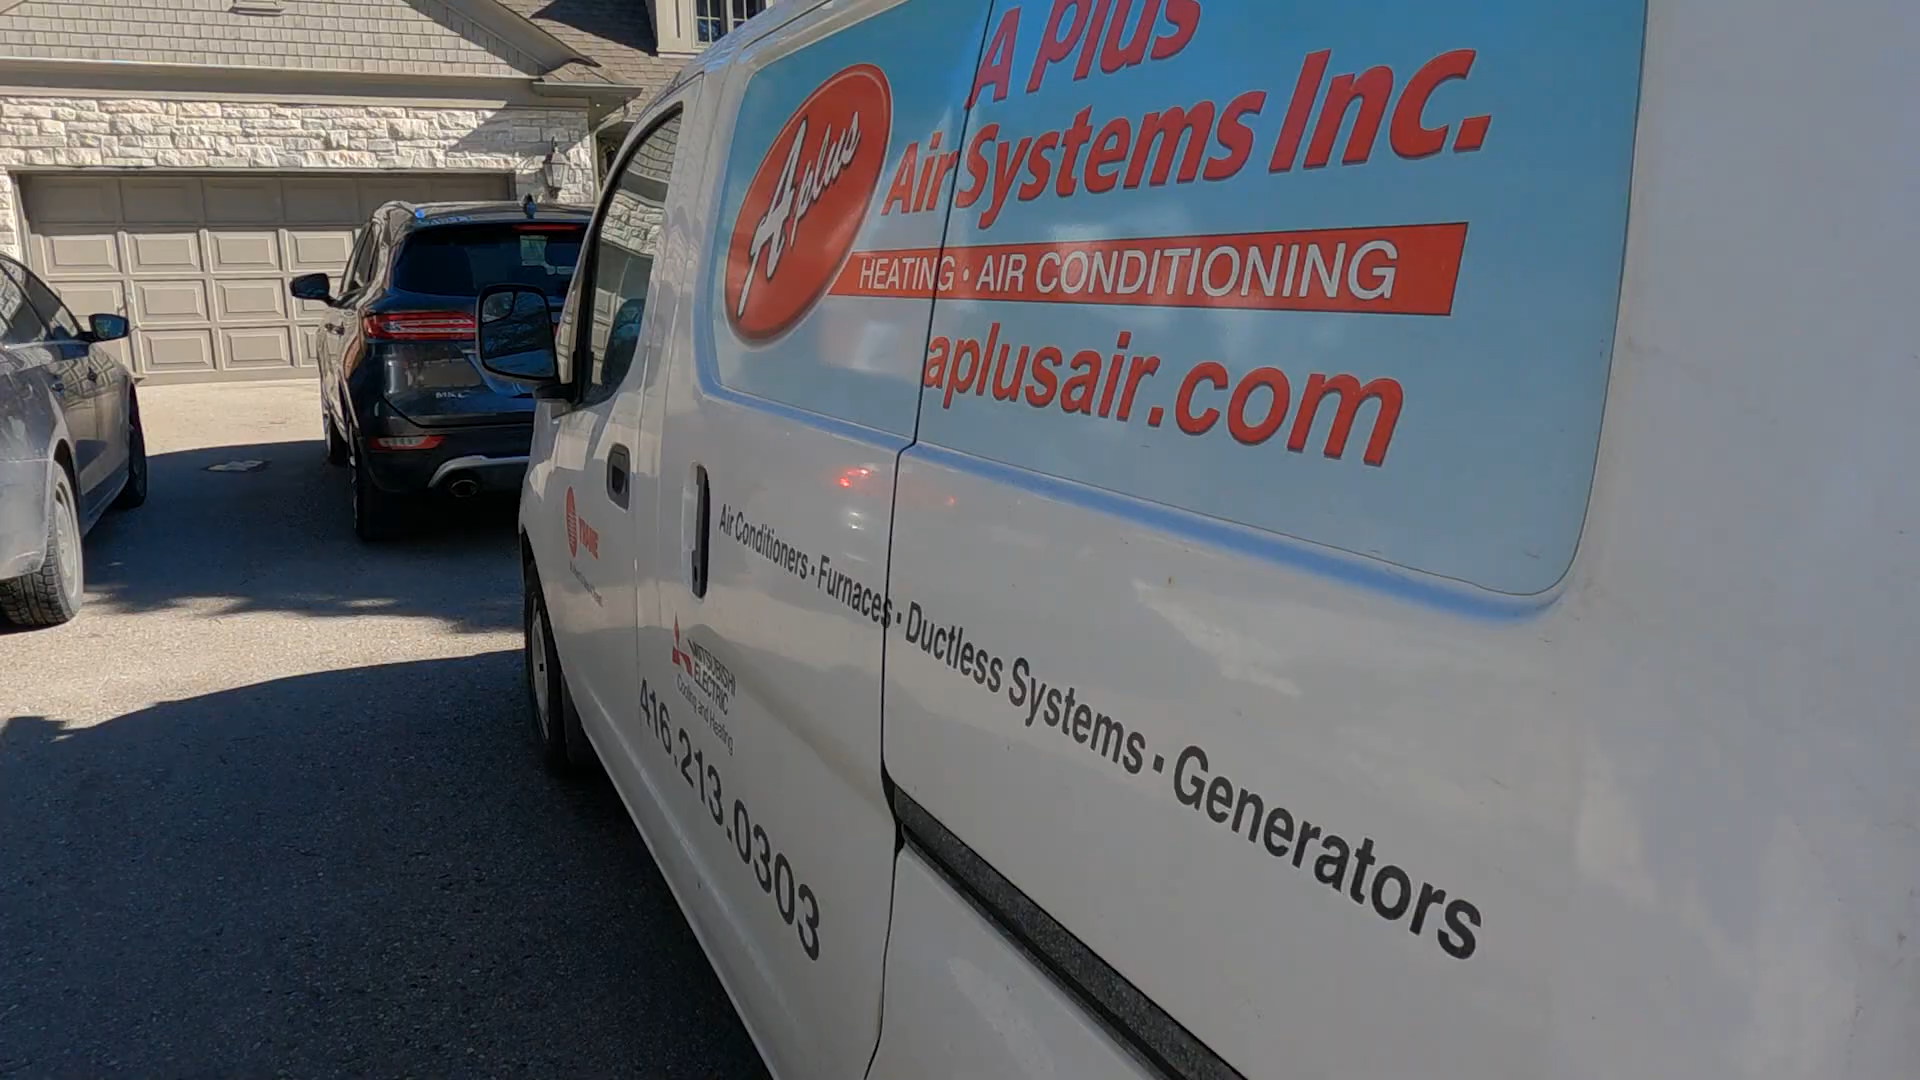 A Plus
Air Systems Inc.
Aplus
HEATING · AIR CONDITIONING
aplusair.com
Air Conditioners · Furnaces · Ductless Systems · Generators
TRANE
MITSUBISHI
ELECTRIC
Cooling and Heating
416.213.0303